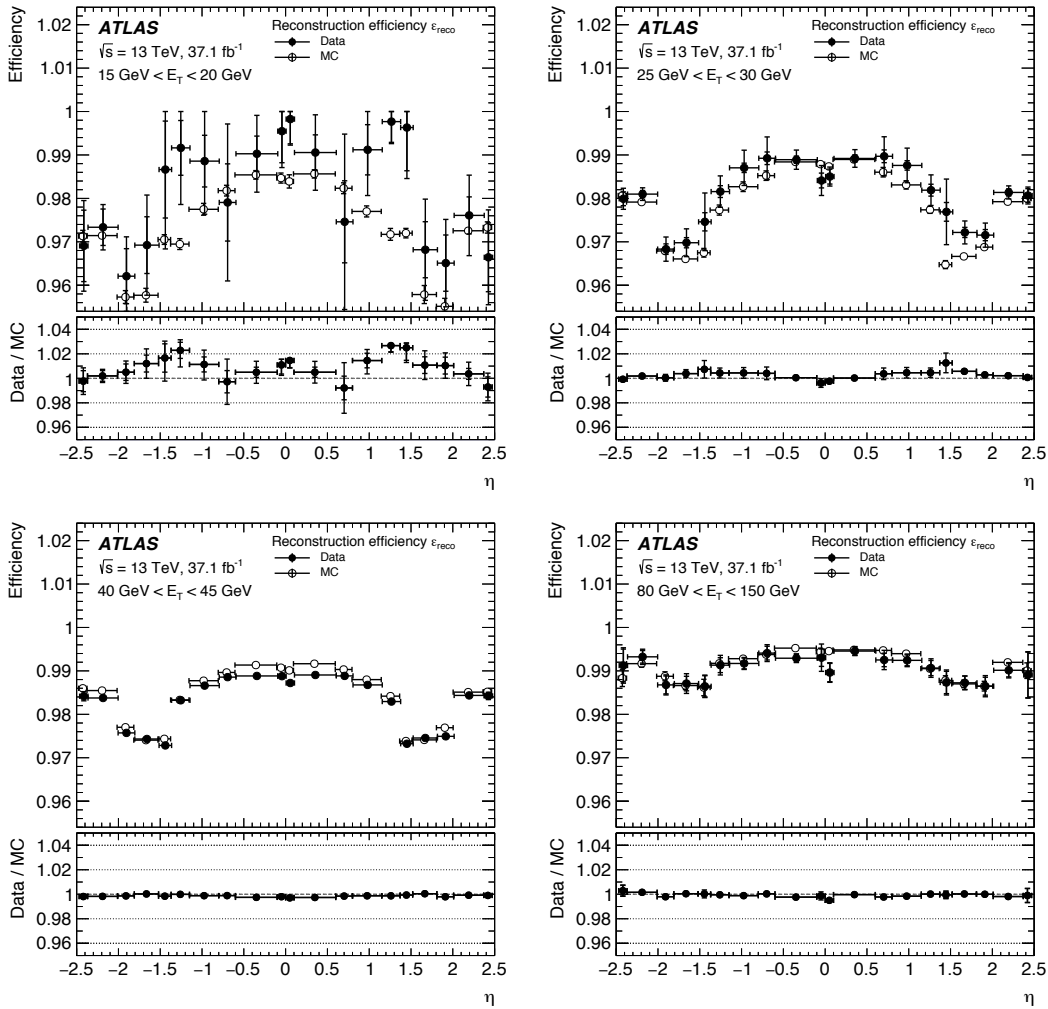 Efficiency
1.02
1.01
1
0.99
0.98
0.97
0.96
ATLAS
√s = 13 TeV, 37.1 fb⁻¹
15 GeV < E_T < 20 GeV
Reconstruction efficiency ε_reco
Data
MC
Data / MC
1.04
1.02
1
0.98
0.96
−2.5 −2 −1.5 −1 −0.5 0 0.5 1 1.5 2 2.5
η
Efficiency
1.02
1.01
1
0.99
0.98
0.97
0.96
ATLAS
√s = 13 TeV, 37.1 fb⁻¹
25 GeV < E_T < 30 GeV
Reconstruction efficiency ε_reco
Data
MC
Data / MC
1.04
1.02
1
0.98
0.96
−2.5 −2 −1.5 −1 −0.5 0 0.5 1 1.5 2 2.5
η
Efficiency
1.02
1.01
1
0.99
0.98
0.97
0.96
ATLAS
√s = 13 TeV, 37.1 fb⁻¹
40 GeV < E_T < 45 GeV
Reconstruction efficiency ε_reco
Data
MC
Data / MC
1.04
1.02
1
0.98
0.96
−2.5 −2 −1.5 −1 −0.5 0 0.5 1 1.5 2 2.5
η
Efficiency
1.02
1.01
1
0.99
0.98
0.97
0.96
ATLAS
√s = 13 TeV, 37.1 fb⁻¹
80 GeV < E_T < 150 GeV
Reconstruction efficiency ε_reco
Data
MC
Data / MC
1.04
1.02
1
0.98
0.96
−2.5 −2 −1.5 −1 −0.5 0 0.5 1 1.5 2 2.5
η